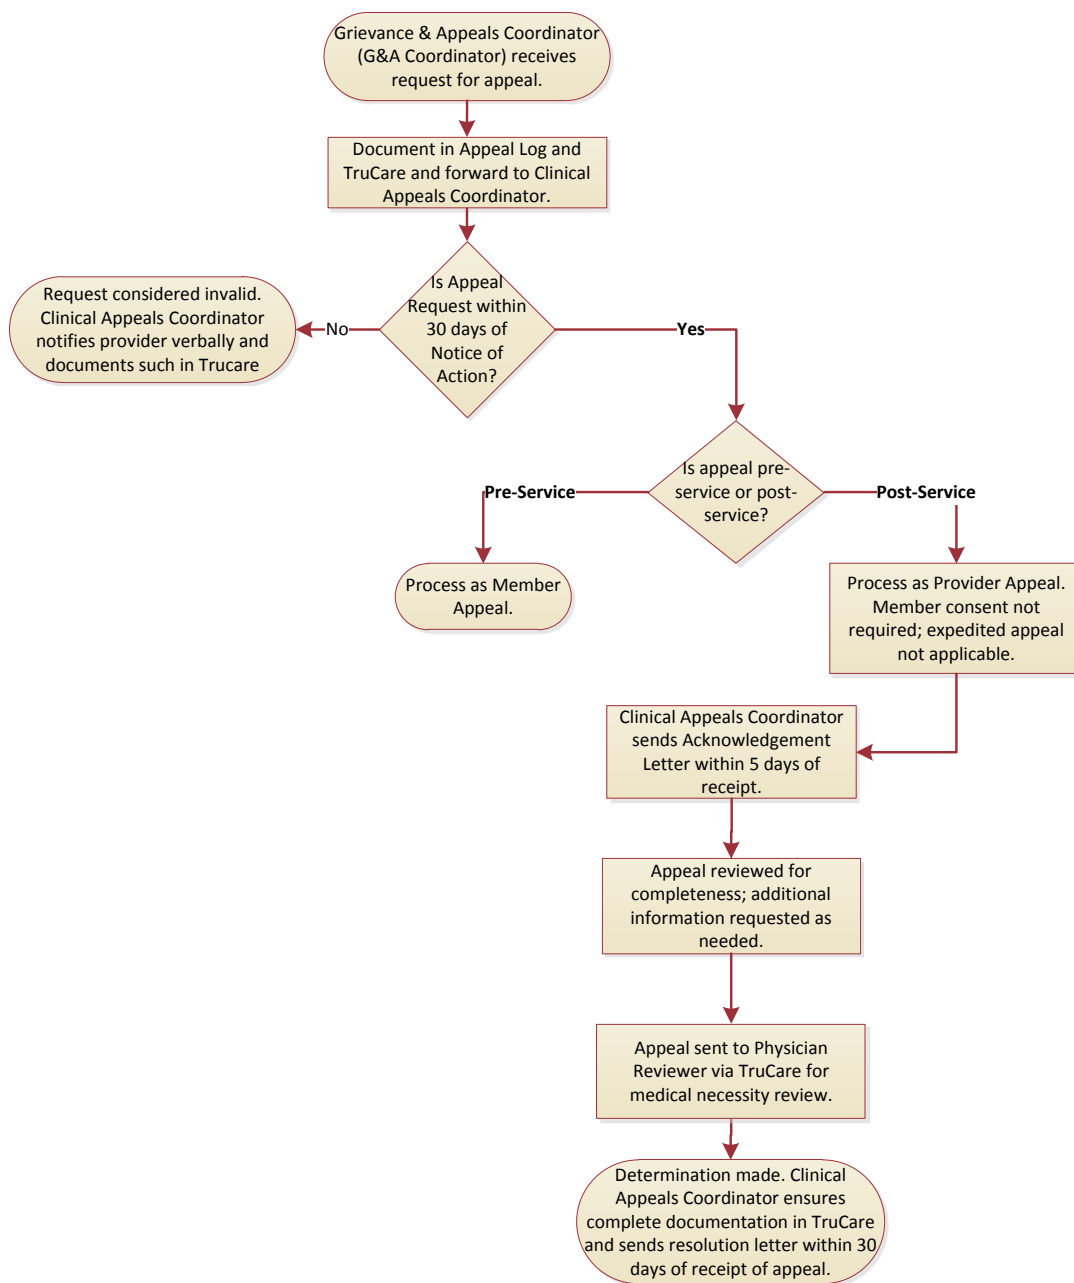 Grievance & Appeals Coordinator
(G&A Coordinator) receives
request for appeal.
Document in Appeal Log and
TruCare and forward to Clinical
Appeals Coordinator.
Is Appeal
Request within
30 days of
Notice of
Action?
Request considered invalid.
Clinical Appeals Coordinator
notifies provider verbally and
documents such in Trucare
No
Yes
Is appeal pre-
service or post-
service?
Pre-Service
Post-Service
Process as Member
Appeal.
Process as Provider Appeal.
Member consent not
required; expedited appeal
not applicable.
Clinical Appeals Coordinator
sends Acknowledgement
Letter within 5 days of
receipt.
Appeal reviewed for
completeness; additional
information requested as
needed.
Appeal sent to Physician
Reviewer via TruCare for
medical necessity review.
Determination made. Clinical
Appeals Coordinator ensures
complete documentation in TruCare
and sends resolution letter within 30
days of receipt of appeal.